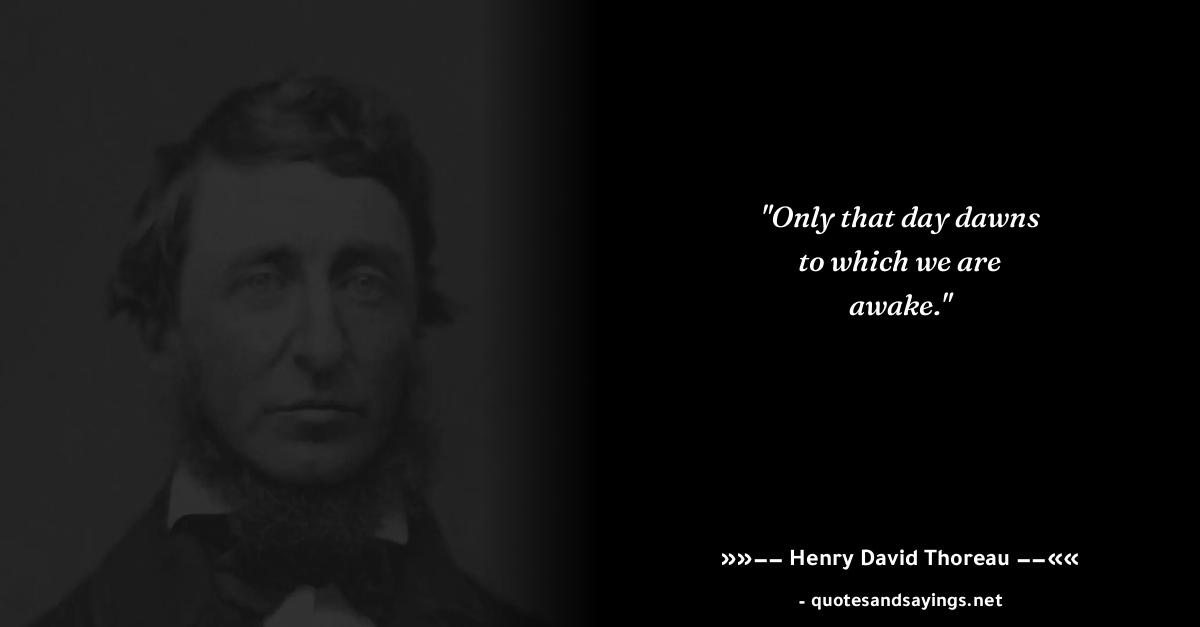 "Only that day dawns
to which we are
awake."
»»–– Henry David Thoreau ––««
- quotesandsayings.net